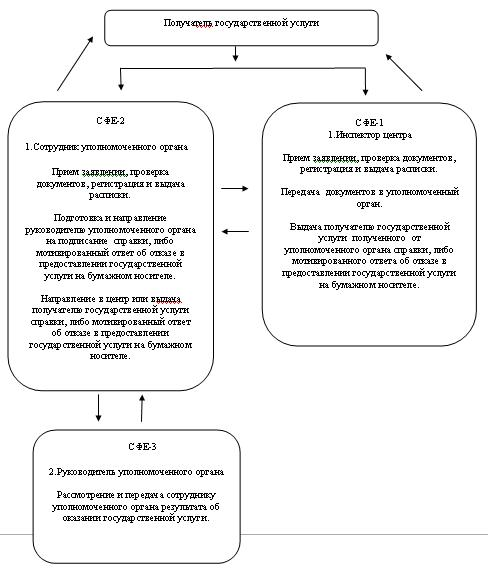 Получатель государственной услуги
СФЕ-2
1.Сотрудник уполномоченого органа
Прием заявлении, проверка
документов, регистрация и выдача
расписки.
Подготовка и направление
руководителю уполномоченного органа
на подписание справки, либо
мотивированный ответ об отказе в
предоставлении государственной
услуги на бумажном носителе.
Направление в центр или выдача
получателю государственной услуги
справки, либо мотивированный ответ
об отказе в предоставлении
государственной услуги на бумажном
носителе.
СФЕ-1
1.Инспектор центра
Прием заявлении, проверка документов,
регистрация и выдача расписки.
Передача документов в уполномоченный
орган.
Выдача получателю государственной
услуги полученного от
уполномоченного органа справки, либо
мотивированного ответа об отказе в
предоставлении государственной услуги
на бумажном носителе.
СФЕ-3
2.Руководитель уполномоченного органа
Рассмотрение и передача сотруднику
уполномоченного органа результата об
оказании государственной услуги.